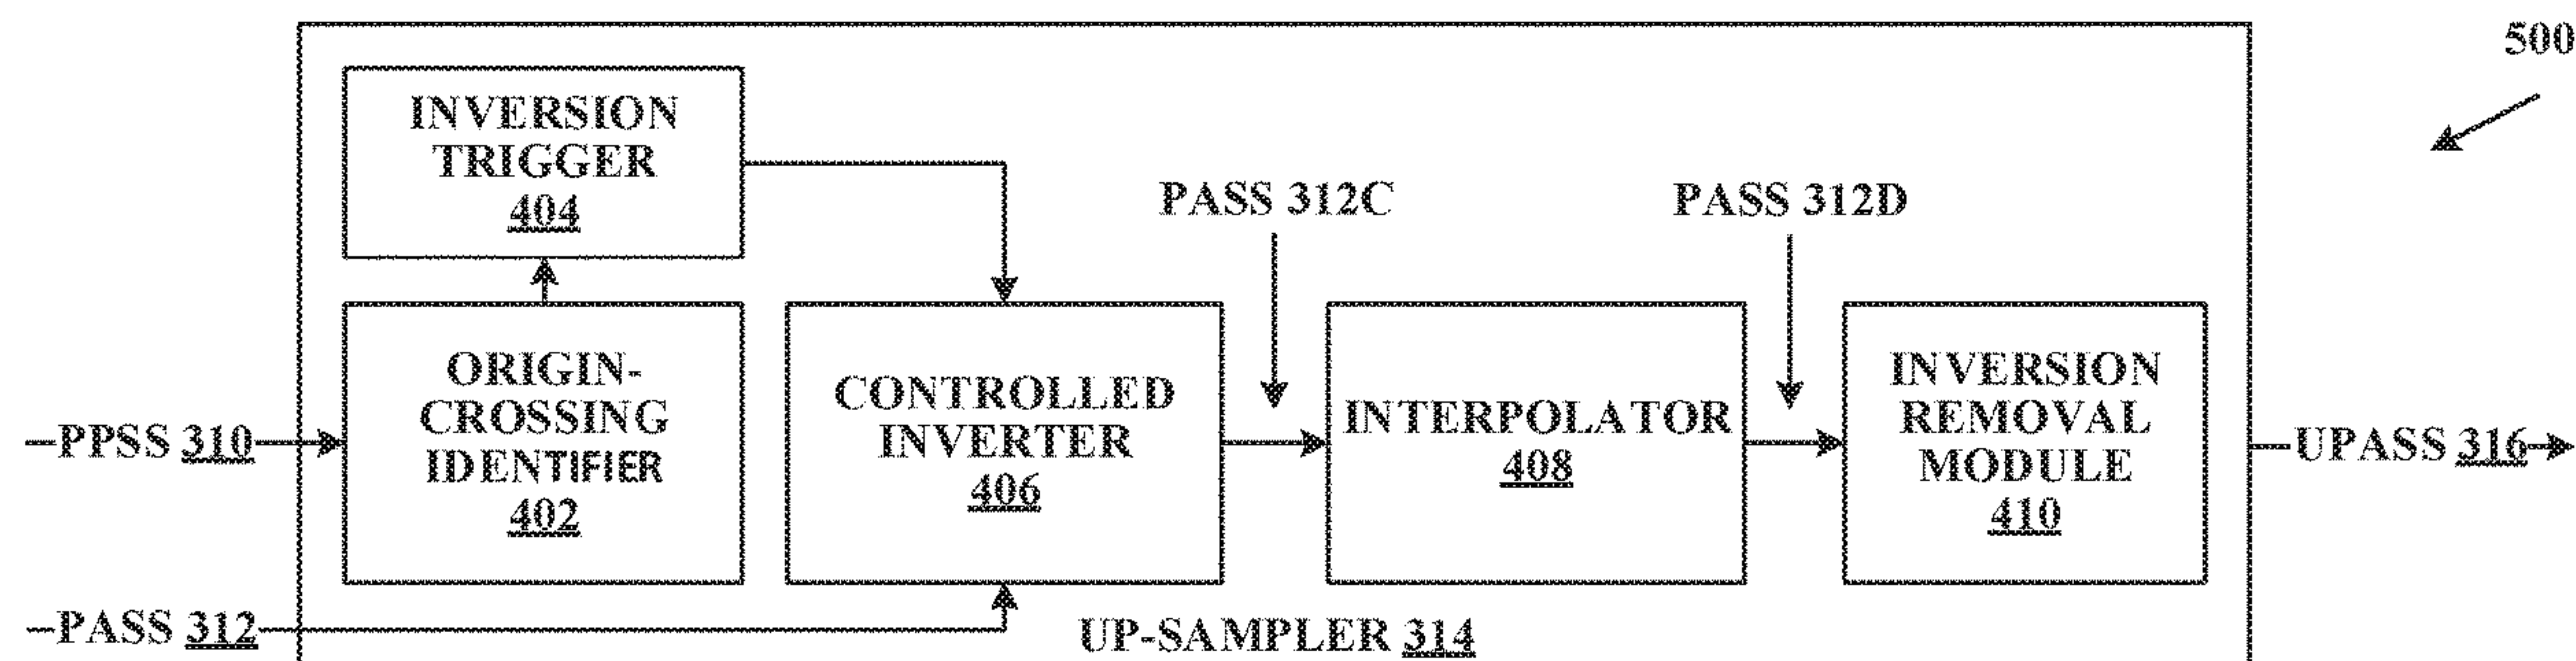 500
INVERSION
TRIGGER
404
PASS 312C
PASS 312D
ORIGIN-
CROSSING
IDENTIFIER
402
CONTROLLED
INVERTER
406
INTERPOLATOR
408
INVERSION
REMOVAL
MODULE
410
PPSS 310
UPASS 316
PASS 312
UP-SAMPLER 314